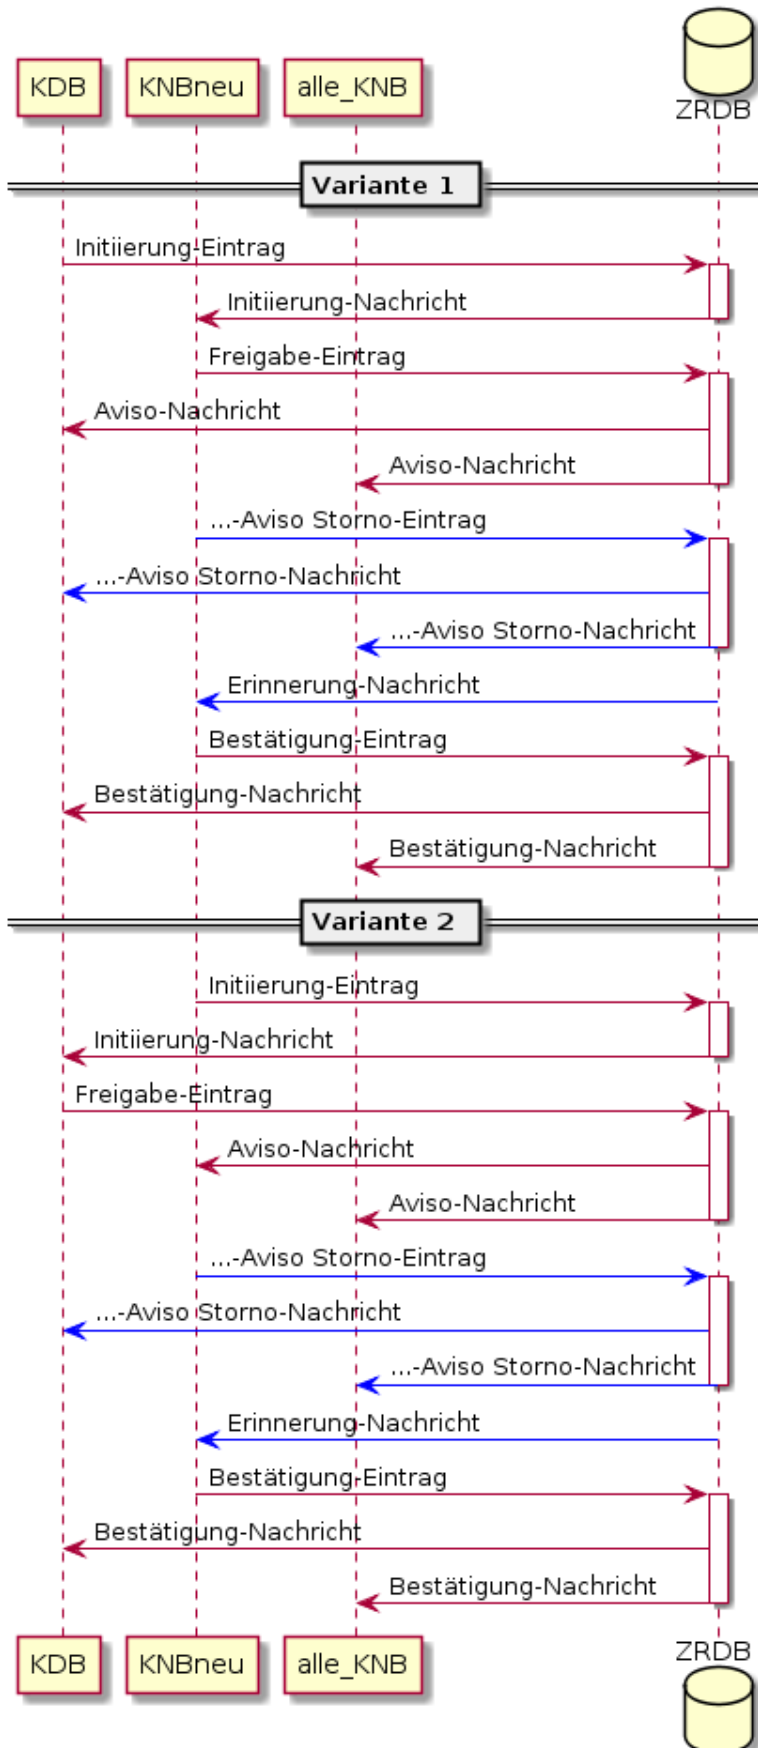 KDB KNBneu alle_KNB ZRDB
Variante 1
Initiierung-Eintrag
Initiierung-Nachricht
Freigabe-Eintrag
Aviso-Nachricht
Aviso-Nachricht
...-Aviso Storno-Eintrag
...-Aviso Storno-Nachricht
...-Aviso Storno-Nachricht
Erinnerung-Nachricht
Bestätigung-Eintrag
Bestätigung-Nachricht
Bestätigung-Nachricht
Variante 2
Initiierung-Eintrag
Initiierung-Nachricht
Freigabe-Eintrag
Aviso-Nachricht
Aviso-Nachricht
...-Aviso Storno-Eintrag
...-Aviso Storno-Nachricht
...-Aviso Storno-Nachricht
Erinnerung-Nachricht
Bestätigung-Eintrag
Bestätigung-Nachricht
Bestätigung-Nachricht
KDB KNBneu alle_KNB ZRDB